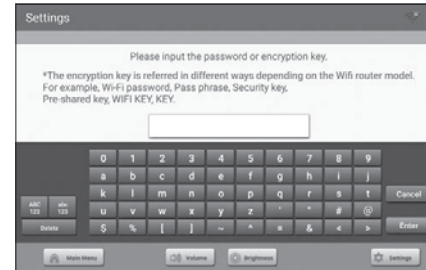 Settings
Please input the password or encryption key.
*The encryption key is referred in different ways depending on the Wifi router model.
For example, Wi-Fi password, Pass phrase, Security key,
Pre-shared key, WIFI KEY, KEY.
0 1 2 3 4 5 6 7 8 9
a b c d e f g h i j
k l m n o p q r s t Cancel
ABC 123 abc 123 u v w x y z # @
Delete $ % [ ] ~ ^ & < > Enter
Main Menu Volume Brightness Settings